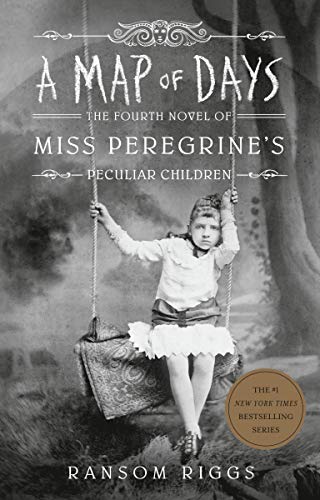 A MAP OF DAYS
THE FOURTH NOVEL OF
MISS PEREGRINE'S
PECULIAR CHILDREN
THE #1
NEW YORK TIMES
BESTSELLING
SERIES
RANSOM RIGGS